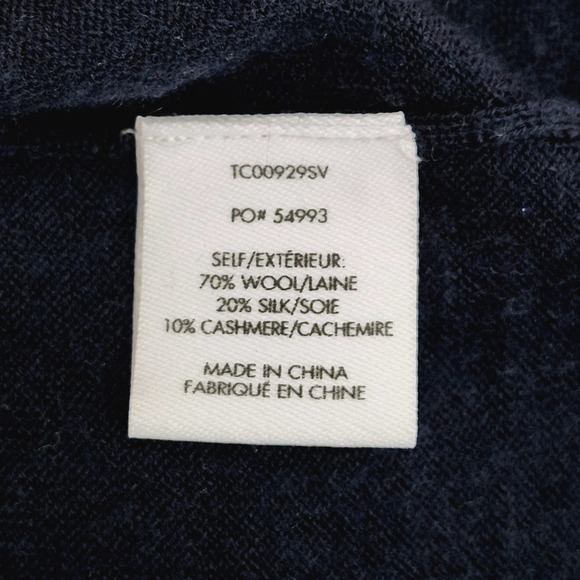 TC00929SV
PO# 54993
SELF/EXTÉRIEUR:
70% WOOL/LAINE
20% SILK/SOIE
10% CASHMERE/CACHEMIRE
MADE IN CHINA
FABRIQUÉ EN CHINE